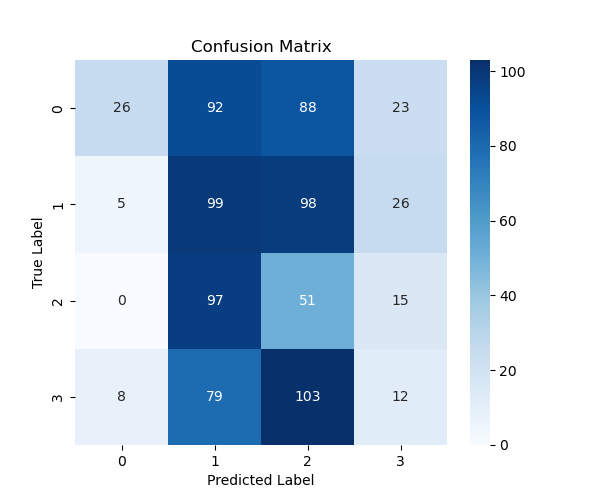 Confusion Matrix
True Label
0 26 92 88 23
1 5 99 98 26
2 0 97 51 15
3 8 79 103 12
0 1 2 3
Predicted Label
100
80
60
40
20
0